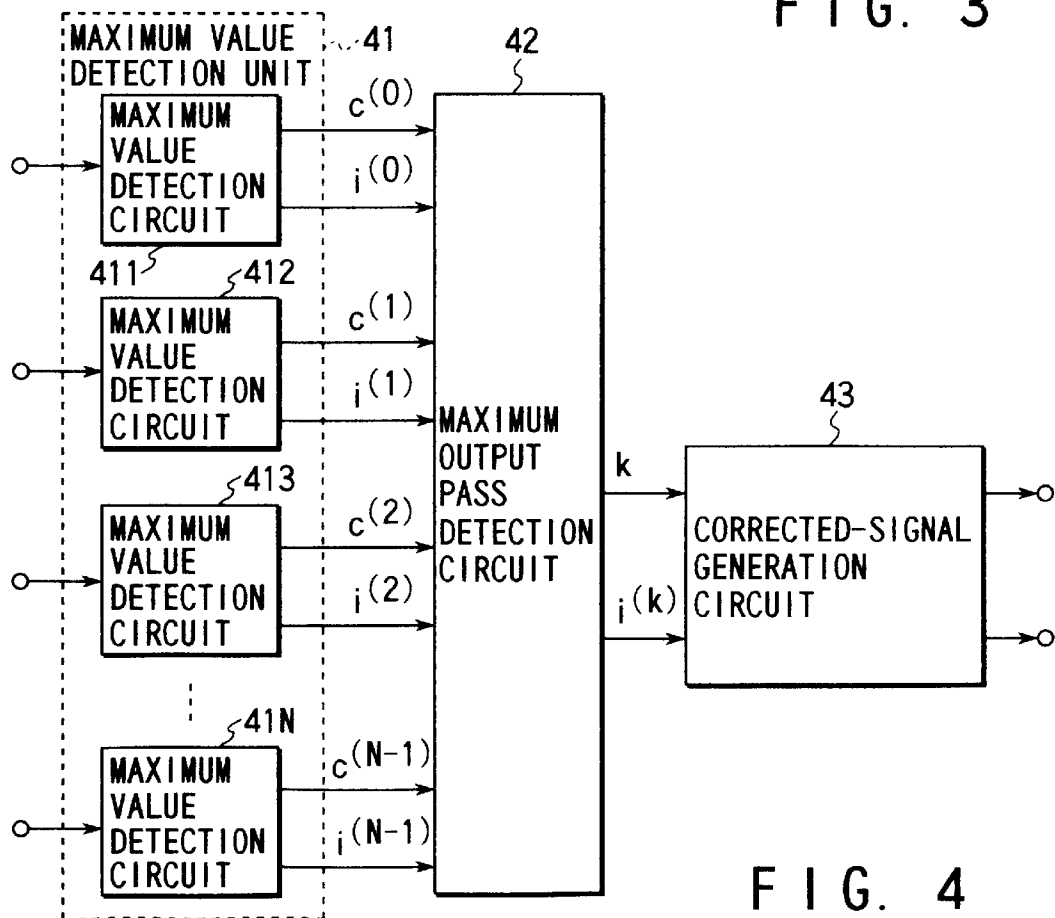 FIG. 3
MAXIMUM VALUE
DETECTION UNIT
41
42
MAXIMUM
VALUE
DETECTION
CIRCUIT
c(0)
i(0)
411
412
MAXIMUM
VALUE
DETECTION
CIRCUIT
c(1)
i(1)
413
MAXIMUM
VALUE
DETECTION
CIRCUIT
c(2)
i(2)
41N
MAXIMUM
VALUE
DETECTION
CIRCUIT
c(N-1)
i(N-1)
MAXIMUM
OUTPUT
PASS
DETECTION
CIRCUIT
k
i(k)
43
CORRECTED-SIGNAL
GENERATION
CIRCUIT
FIG. 4